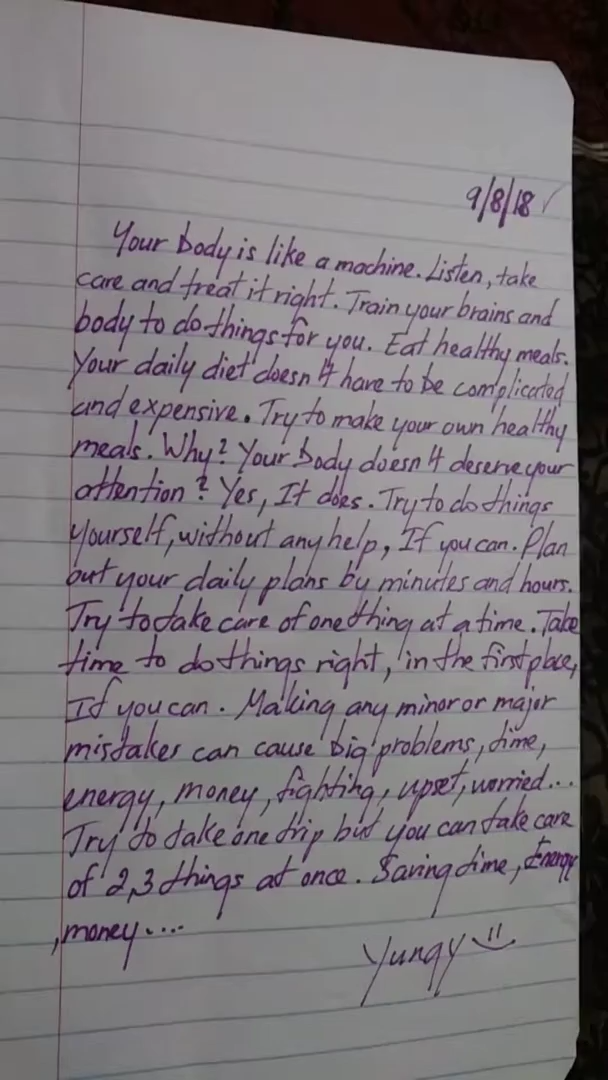 9/8/18
Your body is like a machine. Listen, take
care and treat it right. Train your brains and
body to do things for you. Eat healthy meals.
Your daily diet doesn't have to be complicated
and expensive. Try to make your own healthy
meals. Why? Your body doesn't deserve your
attention? Yes, It does. Try to do things
yourself, without any help, If you can. Plan
out your daily plans by minutes and hours.
Try to take care of one thing at a time. Take
time to do things right, in the first place,
If you can. Making any minor or major
mistakes can cause big problems, time,
energy, money, fighting, upset, worried...
Try to take one trip but you can take care
of 2,3 things at once. Saving time, Energy
, money....
Yungy